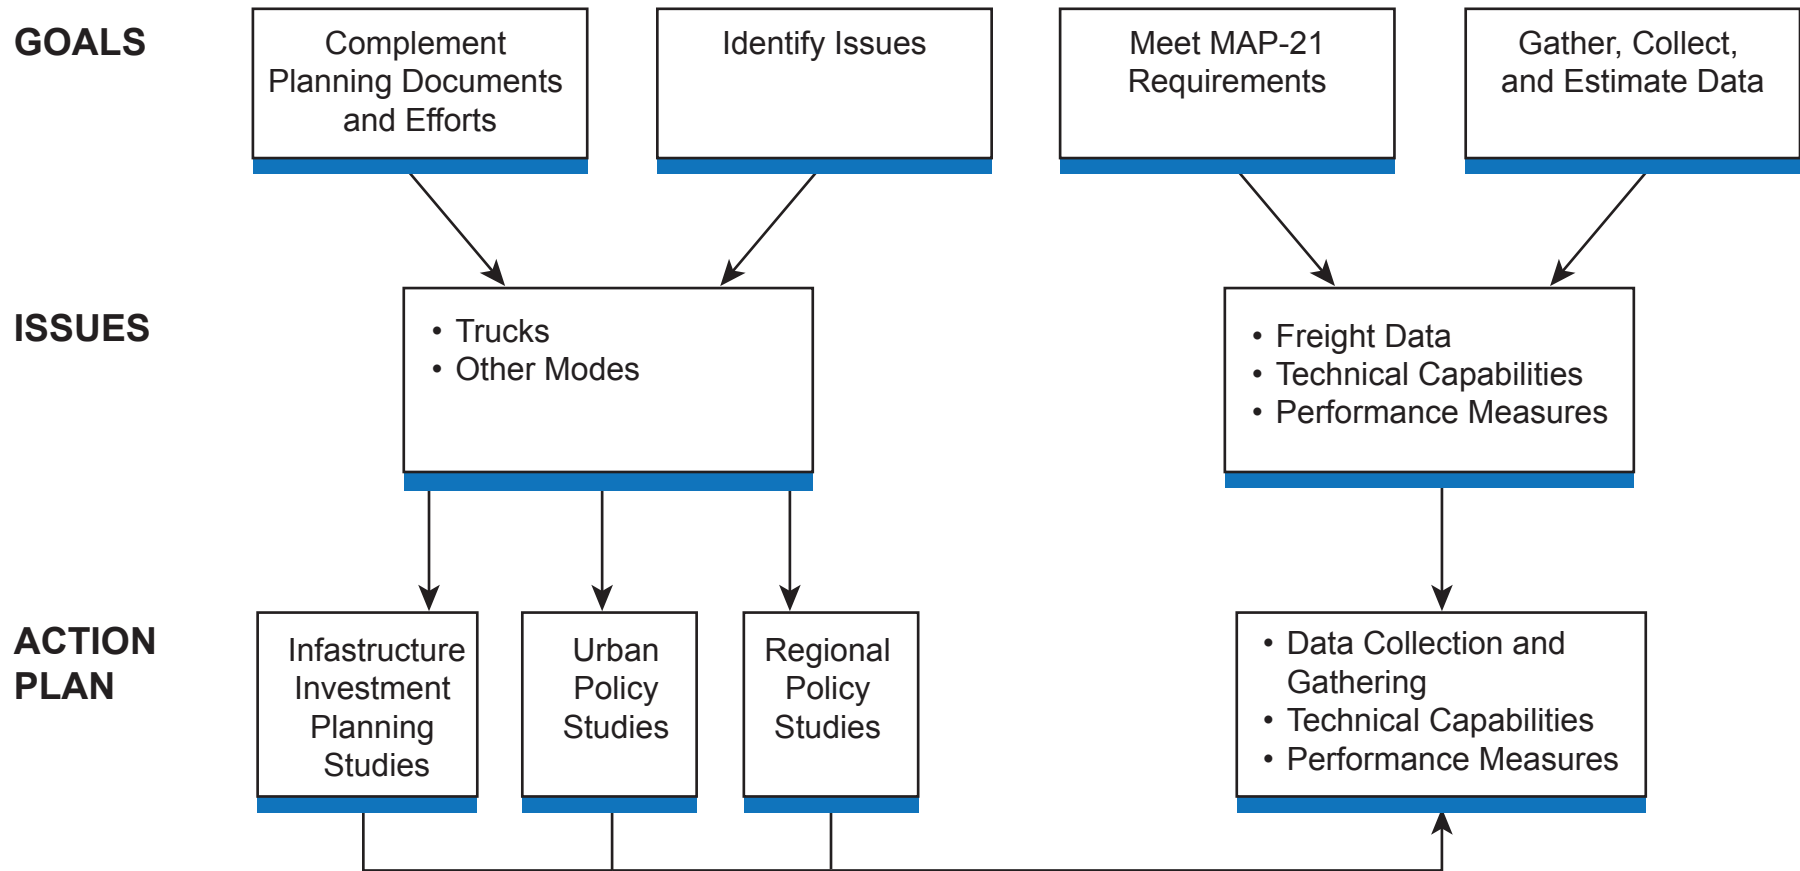 GOALS
Complement
Planning Documents
and Efforts
Identify Issues
Meet MAP-21
Requirements
Gather, Collect,
and Estimate Data
ISSUES
• Trucks
• Other Modes
• Freight Data
• Technical Capabilities
• Performance Measures
ACTION
PLAN
Infastructure
Investment
Planning
Studies
Urban
Policy
Studies
Regional
Policy
Studies
• Data Collection and
Gathering
• Technical Capabilities
• Performance Measures